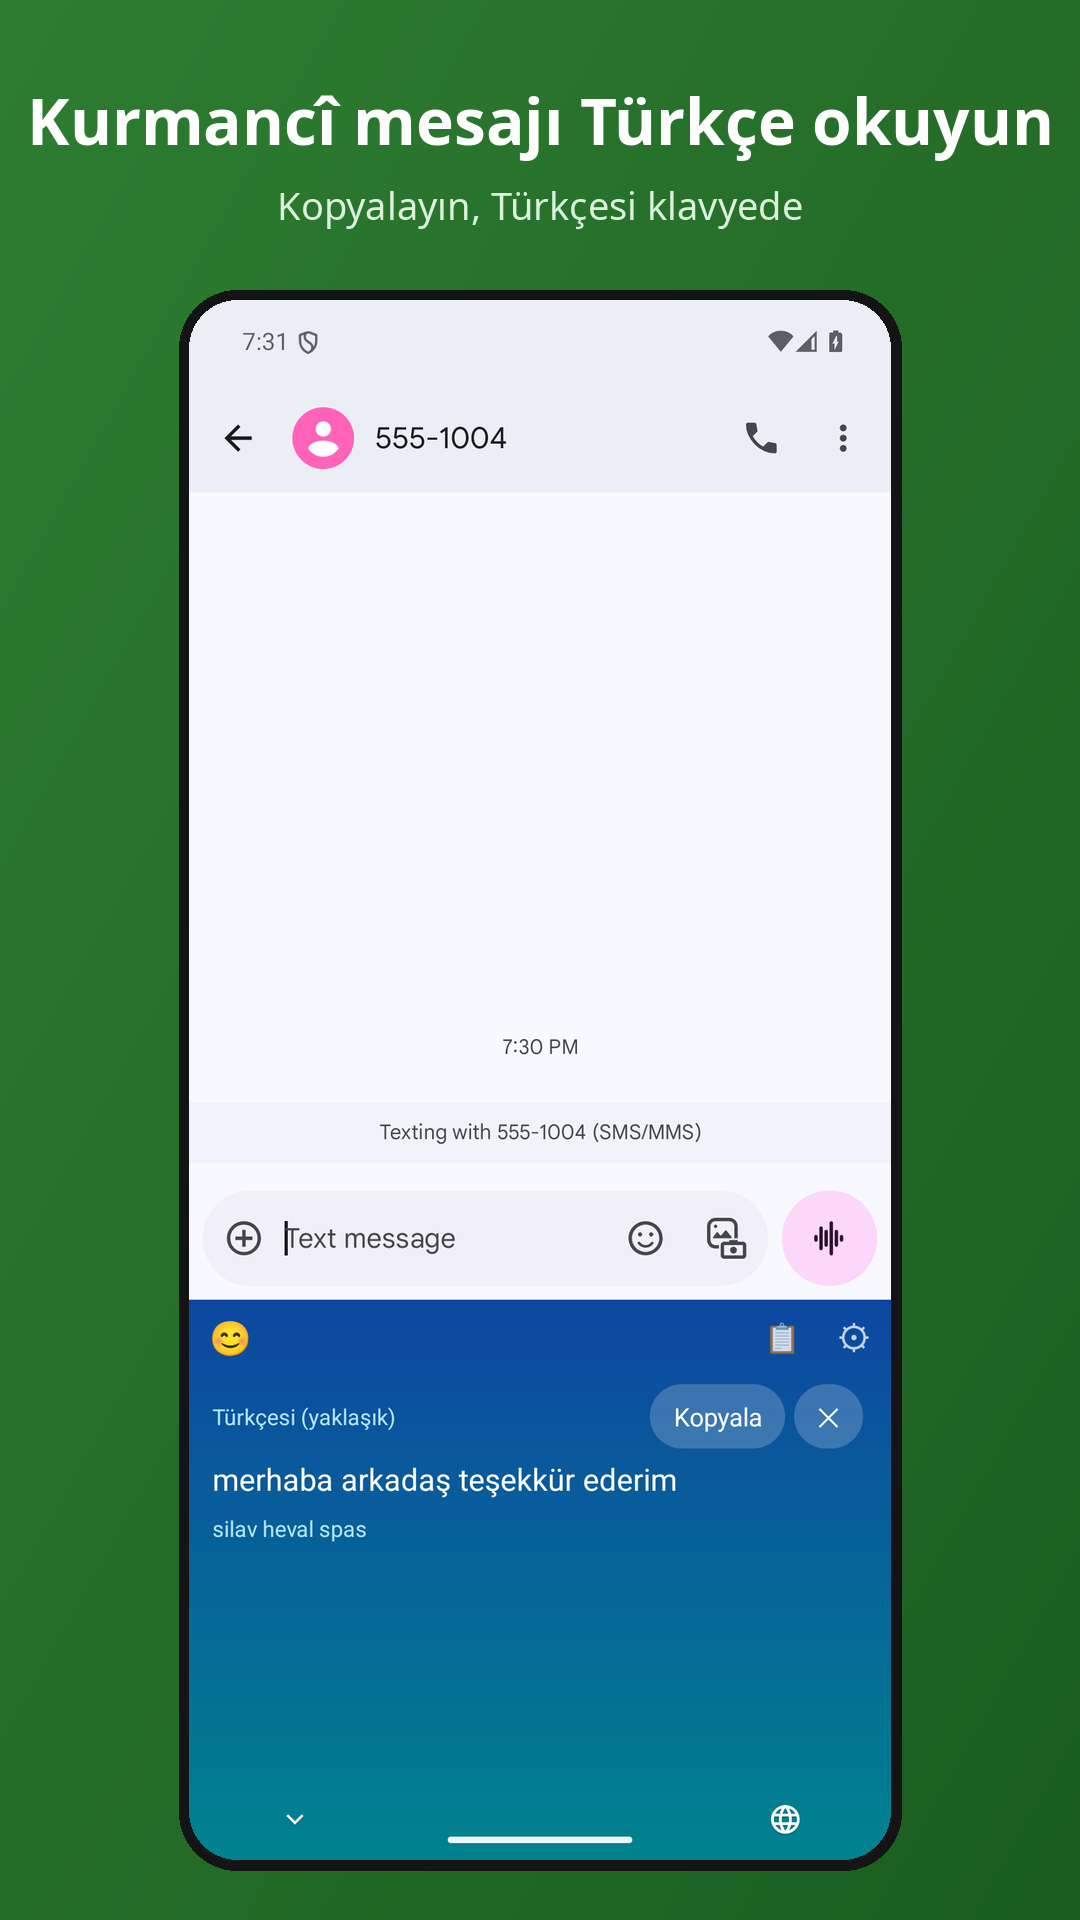 Kurmancî mesajı Türkçe okuyun
Kopyalayın, Türkçesi klavyede
7:31
555-1004
7:30 PM
Texting with 555-1004 (SMS/MMS)
Text message
Türkçesi (yaklaşık)
Kopyala
merhaba arkadaş teşekkür ederim
silav heval spas